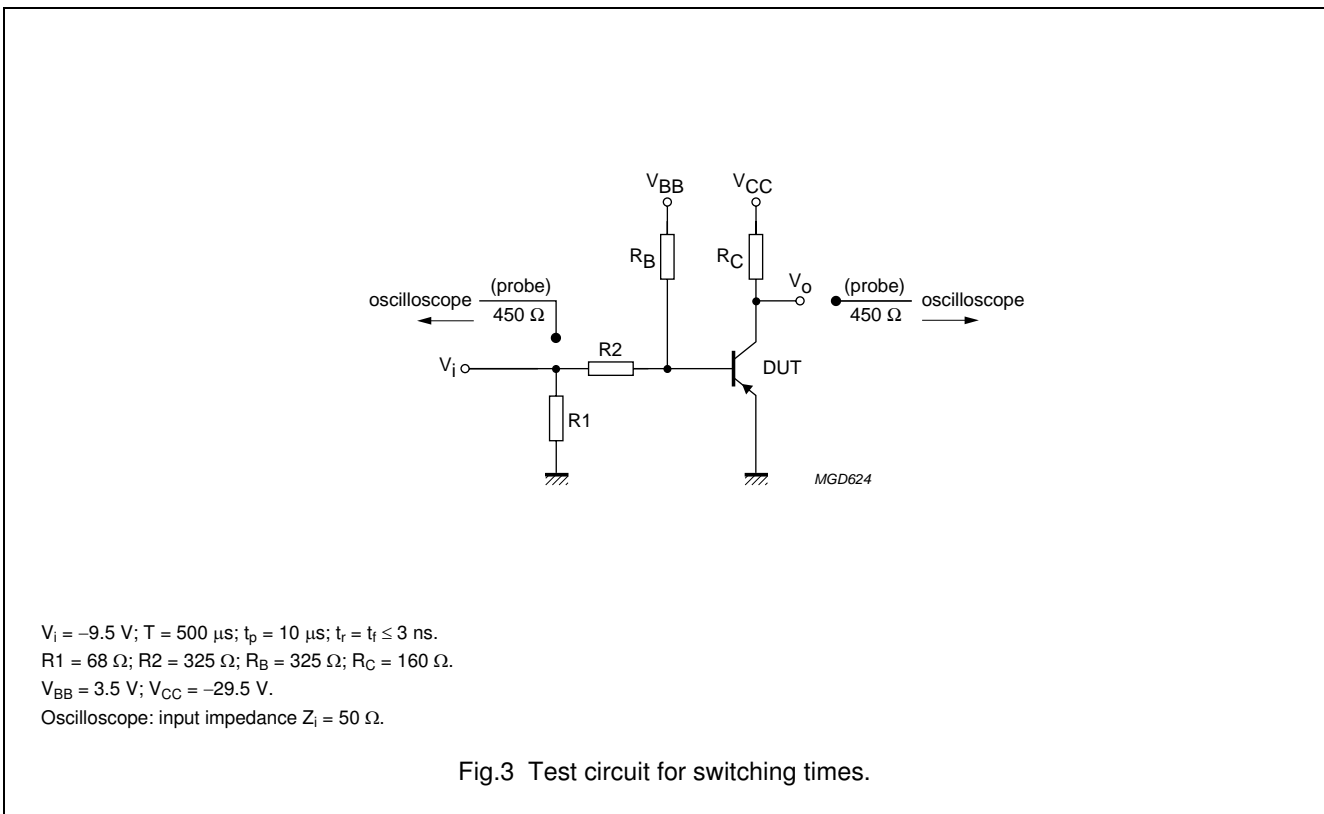 V_BB V_CC
R_B R_C
V_o
(probe) (probe)
oscilloscope oscilloscope
450 Ω 450 Ω
R2
V_i DUT
R1
MGD624
V_i = −9.5 V; T = 500 μs; t_p = 10 μs; t_r = t_f ≤ 3 ns.
R1 = 68 Ω; R2 = 325 Ω; R_B = 325 Ω; R_C = 160 Ω.
V_BB = 3.5 V; V_CC = −29.5 V.
Oscilloscope: input impedance Z_i = 50 Ω.
Fig.3 Test circuit for switching times.